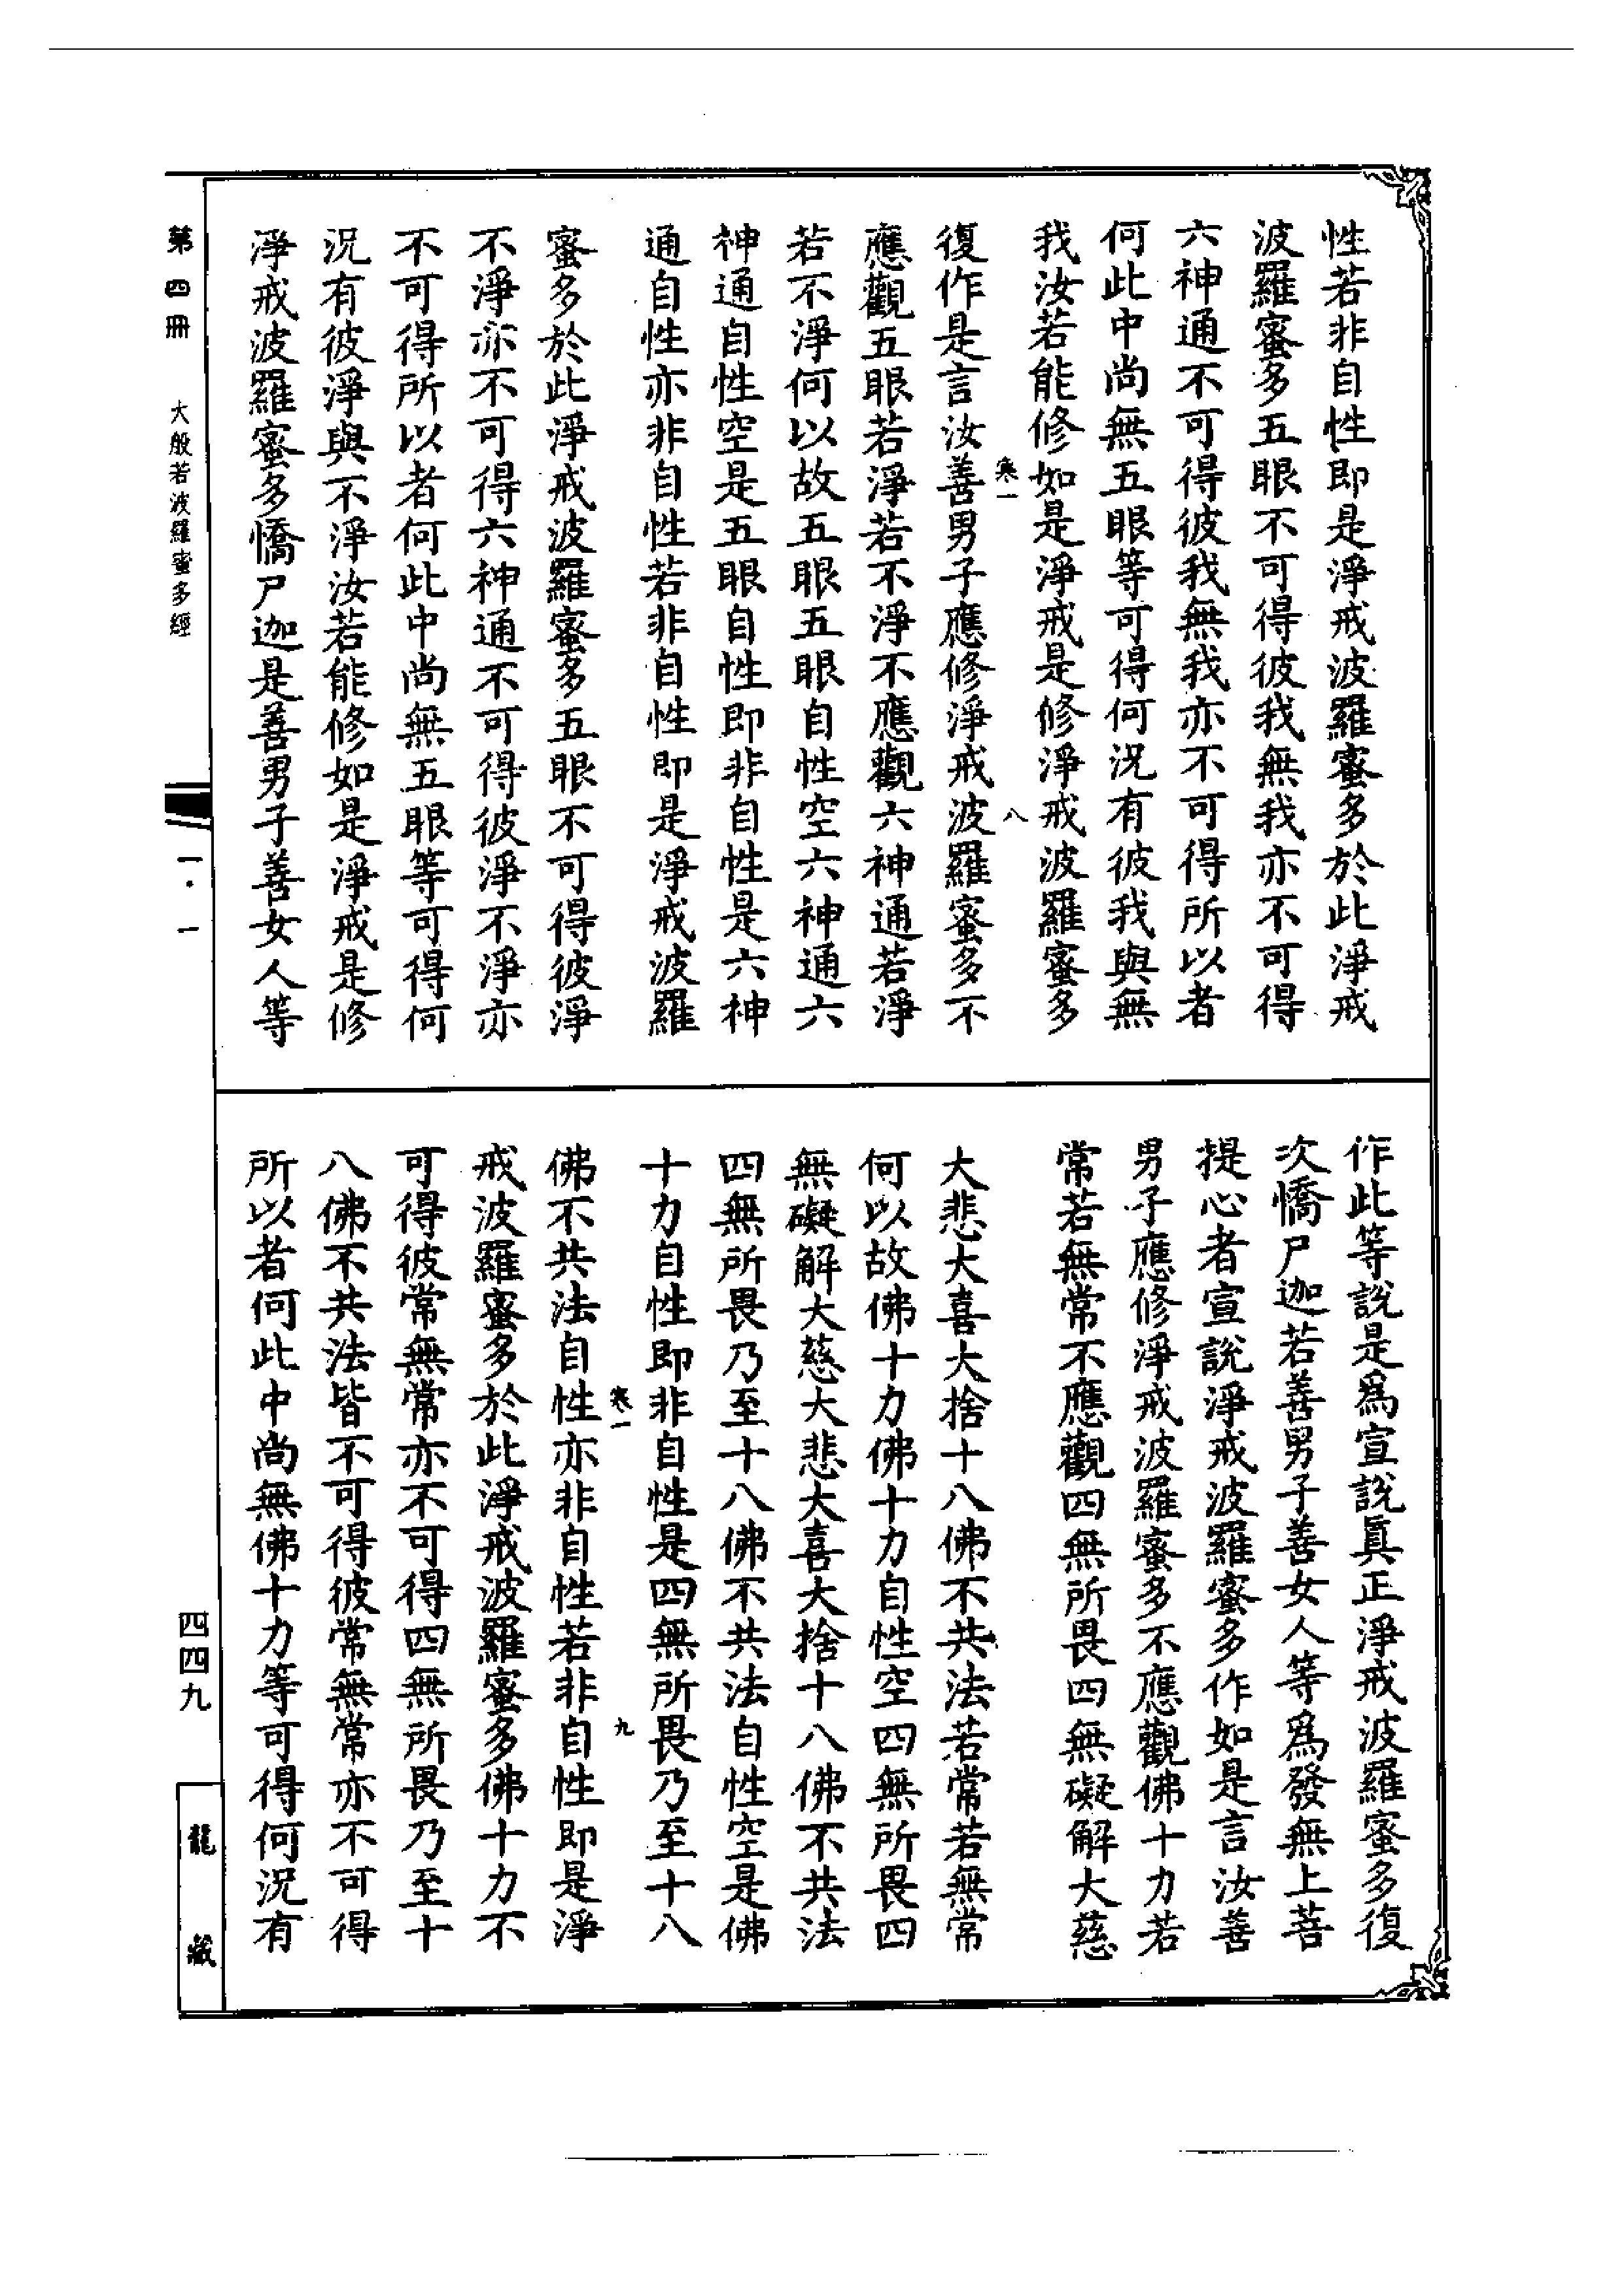 性若非自性即是淨戒波羅蜜多於此淨戒
波羅蜜多五眼不可得彼我無我亦不可得
六神通不可得彼我無我亦不可得所以者
何此中尚無五眼等可得何況有彼我與無
我汝若能修如是淨戒是修淨戒波羅蜜多
寒一 八
復作是言汝善男子應修淨戒波羅蜜多不
應觀五眼若淨若不淨不應觀六神通若淨
若不淨何以故五眼五眼自性空六神通六
神通自性空是五眼自性即非自性是六神
通自性亦非自性若非自性即是淨戒波羅
蜜多於此淨戒波羅蜜多五眼不可得彼淨
不淨亦不可得六神通不可得彼淨不淨亦
不可得所以者何此中尚無五眼等可得何
況有彼淨與不淨汝若能修如是淨戒是修
淨戒波羅蜜多憍尸迦是善男子善女人等
作此等說是為宣說真正淨戒波羅蜜多復
次憍尸迦若善男子善女人等為發無上菩
提心者宣說淨戒波羅蜜多作如是言汝善
男子應修淨戒波羅蜜多不應觀佛十力若
常若無常不應觀四無所畏四無礙解大慈
大悲大喜大捨十八佛不共法若常若無常
何以故佛十力佛十力自性空四無所畏四
無礙解大慈大悲大喜大捨十八佛不共法
四無所畏乃至十八佛不共法自性空是佛
十力自性即非自性是四無所畏乃至十八
寒一 九
佛不共法自性亦非自性若非自性即是淨
戒波羅蜜多於此淨戒波羅蜜多佛十力不
可得彼常無常亦不可得四無所畏乃至十
八佛不共法皆不可得彼常無常亦不可得
所以者何此中尚無佛十力等可得何況有
第四冊 大般若波羅蜜多經 一·一 四四九 龍藏